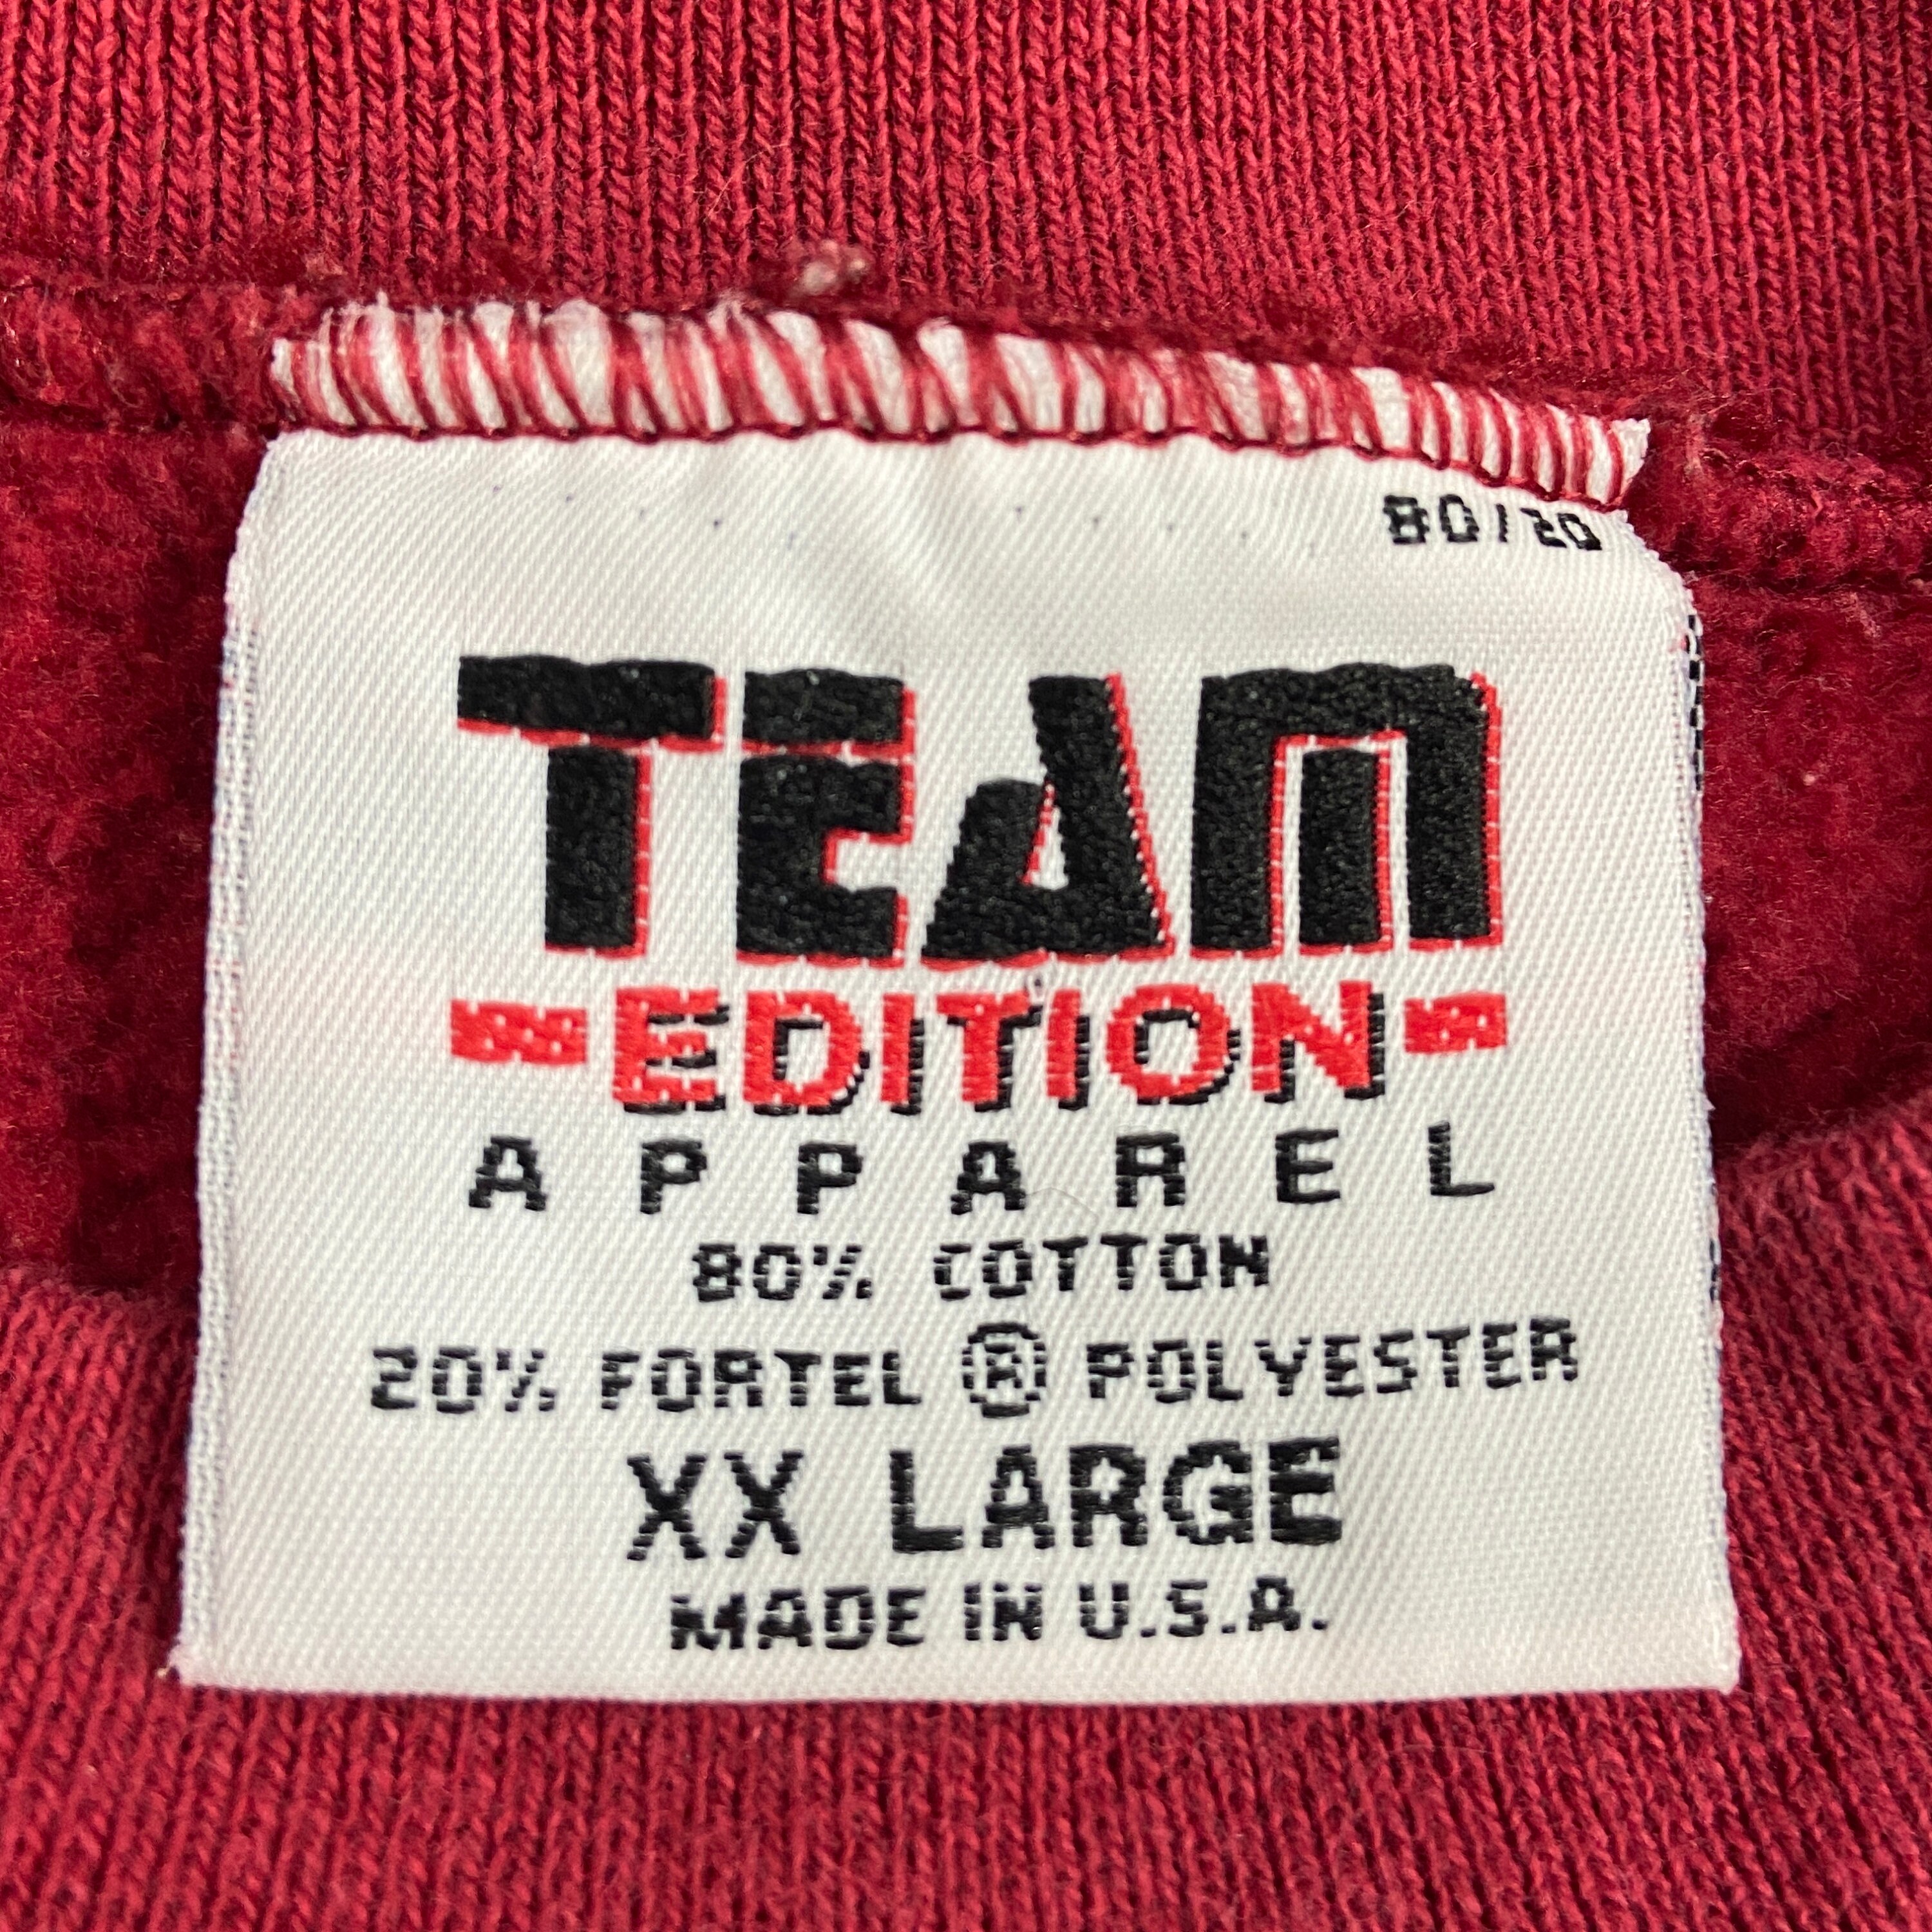 80/20
TEAM
-EDITION-
APPAREL
80% COTTON
20% FORTEL ® POLYESTER
XX LARGE
MADE IN U.S.A.